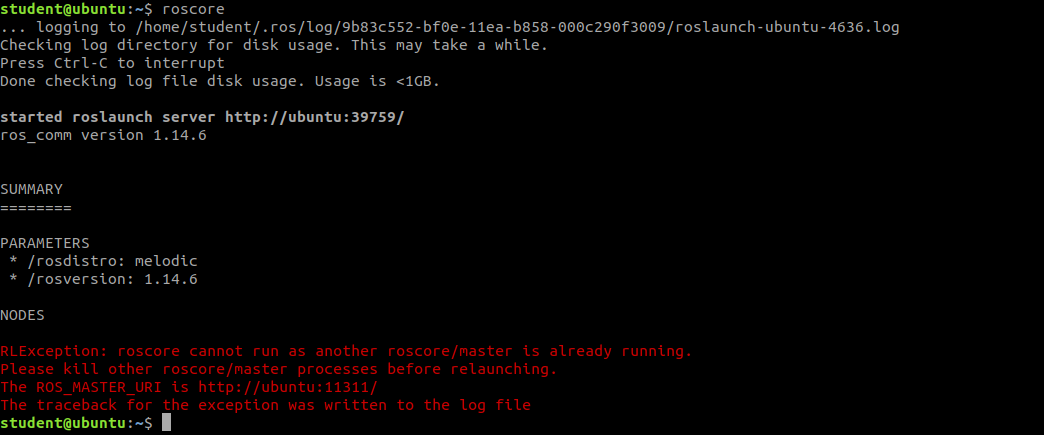 student@ubuntu:~$ roscore
... logging to /home/student/.ros/log/9b83c552-bf0e-11ea-b858-000c290f3009/roslaunch-ubuntu-4636.log
Checking log directory for disk usage. This may take a while.
Press Ctrl-C to interrupt
Done checking log file disk usage. Usage is <1GB.

started roslaunch server http://ubuntu:39759/
ros_comm version 1.14.6

SUMMARY
========

PARAMETERS
 * /rosdistro: melodic
 * /rosversion: 1.14.6

NODES

RLException: roscore cannot run as another roscore/master is already running.
Please kill other roscore/master processes before relaunching.
The ROS_MASTER_URI is http://ubuntu:11311/
The traceback for the exception was written to the log file
student@ubuntu:~$